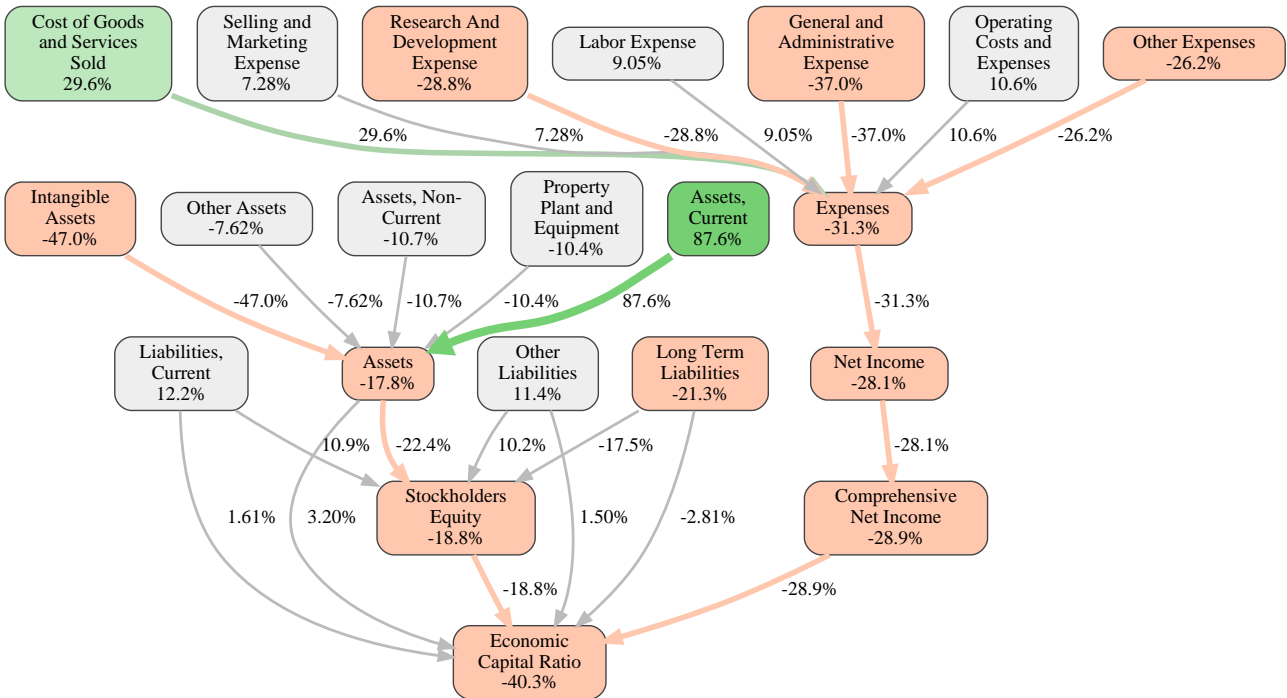 Cost of Goods
and Services
Sold
29.6%
Selling and
Marketing
Expense
7.28%
Research And
Development
Expense
-28.8%
Labor Expense
9.05%
General and
Administrative
Expense
-37.0%
Operating
Costs and
Expenses
10.6%
Other Expenses
-26.2%
29.6%
7.28%
-28.8%
9.05%
-37.0%
10.6%
-26.2%
Intangible
Assets
-47.0%
Other Assets
-7.62%
Assets, Non-
Current
-10.7%
Property
Plant and
Equipment
-10.4%
Assets,
Current
87.6%
Expenses
-31.3%
-47.0%
-7.62%
-10.7%
-10.4%
87.6%
-31.3%
Liabilities,
Current
12.2%
Assets
-17.8%
Other
Liabilities
11.4%
Long Term
Liabilities
-21.3%
Net Income
-28.1%
10.9%
-22.4%
10.2%
-17.5%
-28.1%
Stockholders
Equity
-18.8%
Comprehensive
Net Income
-28.9%
1.61%
3.20%
1.50%
-2.81%
-18.8%
-28.9%
Economic
Capital Ratio
-40.3%